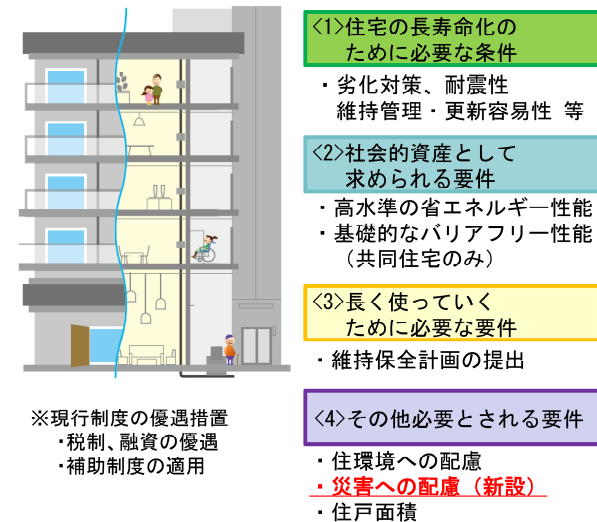 <1>住宅の長寿命化の
ために必要な条件
・劣化対策、耐震性
維持管理・更新容易性 等
<2>社会的資産として
求められる要件
・高水準の省エネルギー性能
・基礎的なバリアフリー性能
（共同住宅のみ）
<3>長く使っていく
ために必要な要件
・維持保全計画の提出
<4>その他必要とされる要件
・住環境への配慮
・災害への配慮（新設）
・住戸面積
※現行制度の優遇措置
・税制、融資の優遇
・補助制度の適用